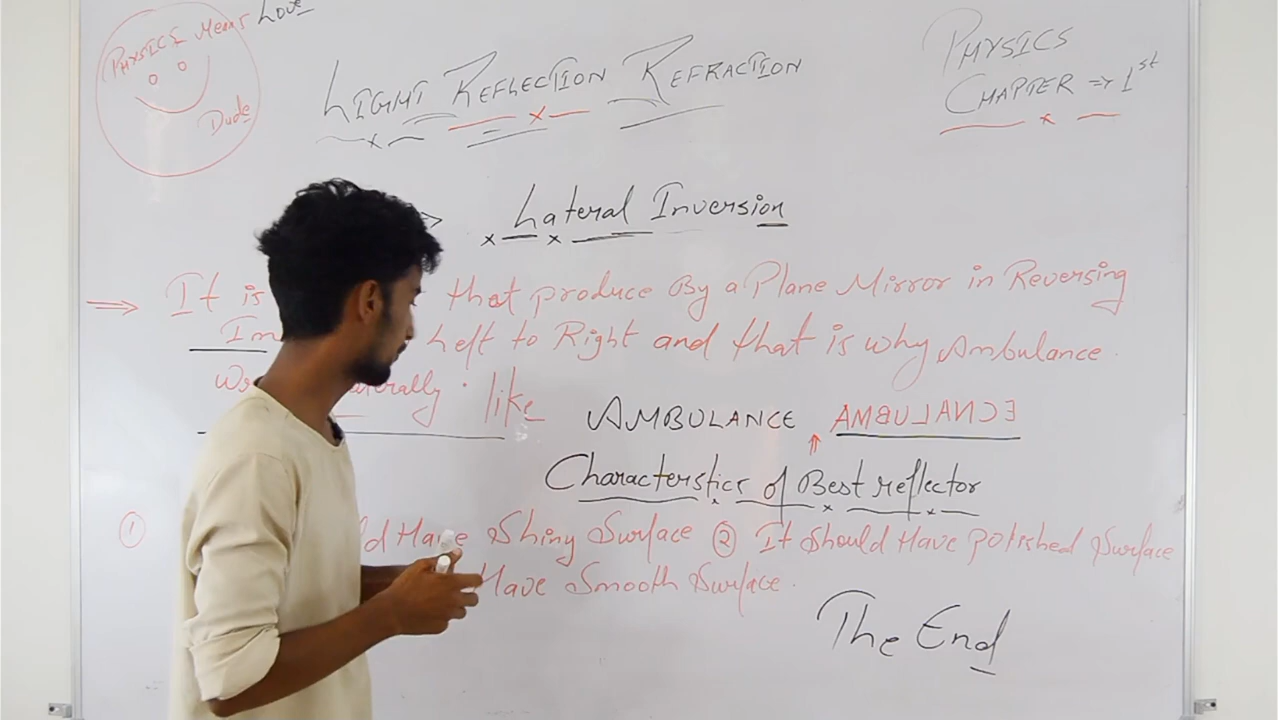 PHYSICS Means Love
Dude
LIGHT REFLECTION REFRACTION
PHYSICS
CHAPTER => 1st
Lateral Inversion
=> It is that produce By a Plane Mirror in Reversing
Left to Right and that is why Ambulance.
like AMBULANCE AMBULANCE
Characterstics of Best reflector
① Have Shiny Surface ② It Should Have polished Surface
Have Smooth Surface.
The End